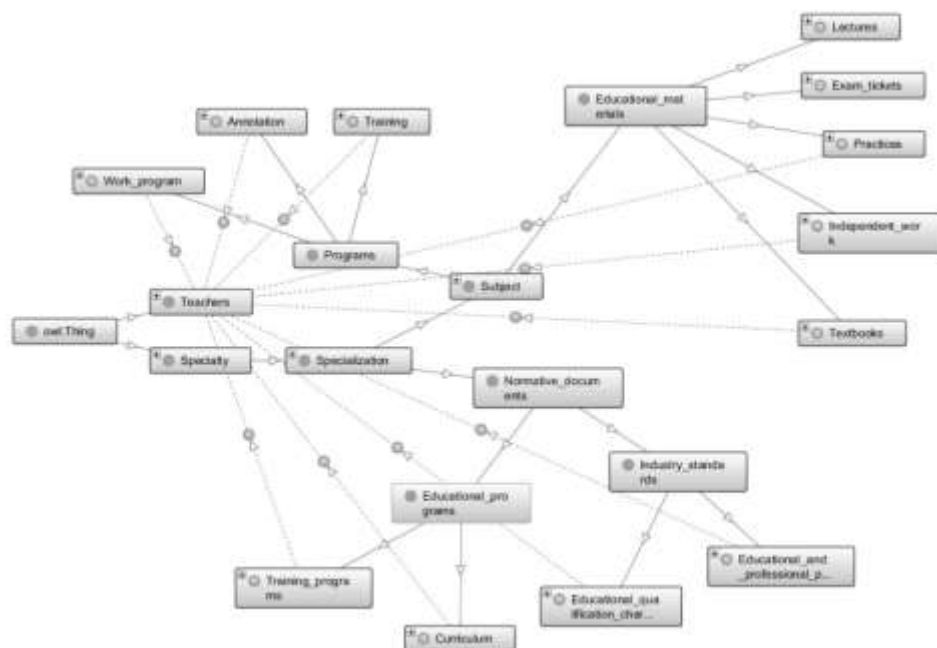 Lectures
Exam_tickets
Educational_mat
erials
Annotation
Training
Practices
Work_program
Independent_wor
k
Programs
Subject
Teachers
owl:Thing
Textbooks
Specialty
Specialization
Normative_docum
ents
Industry_standa
rds
Educational_pro
grams
Educational_and
_professional_p...
Training_progra
ms
Educational_qua
lification_char...
Curriculum